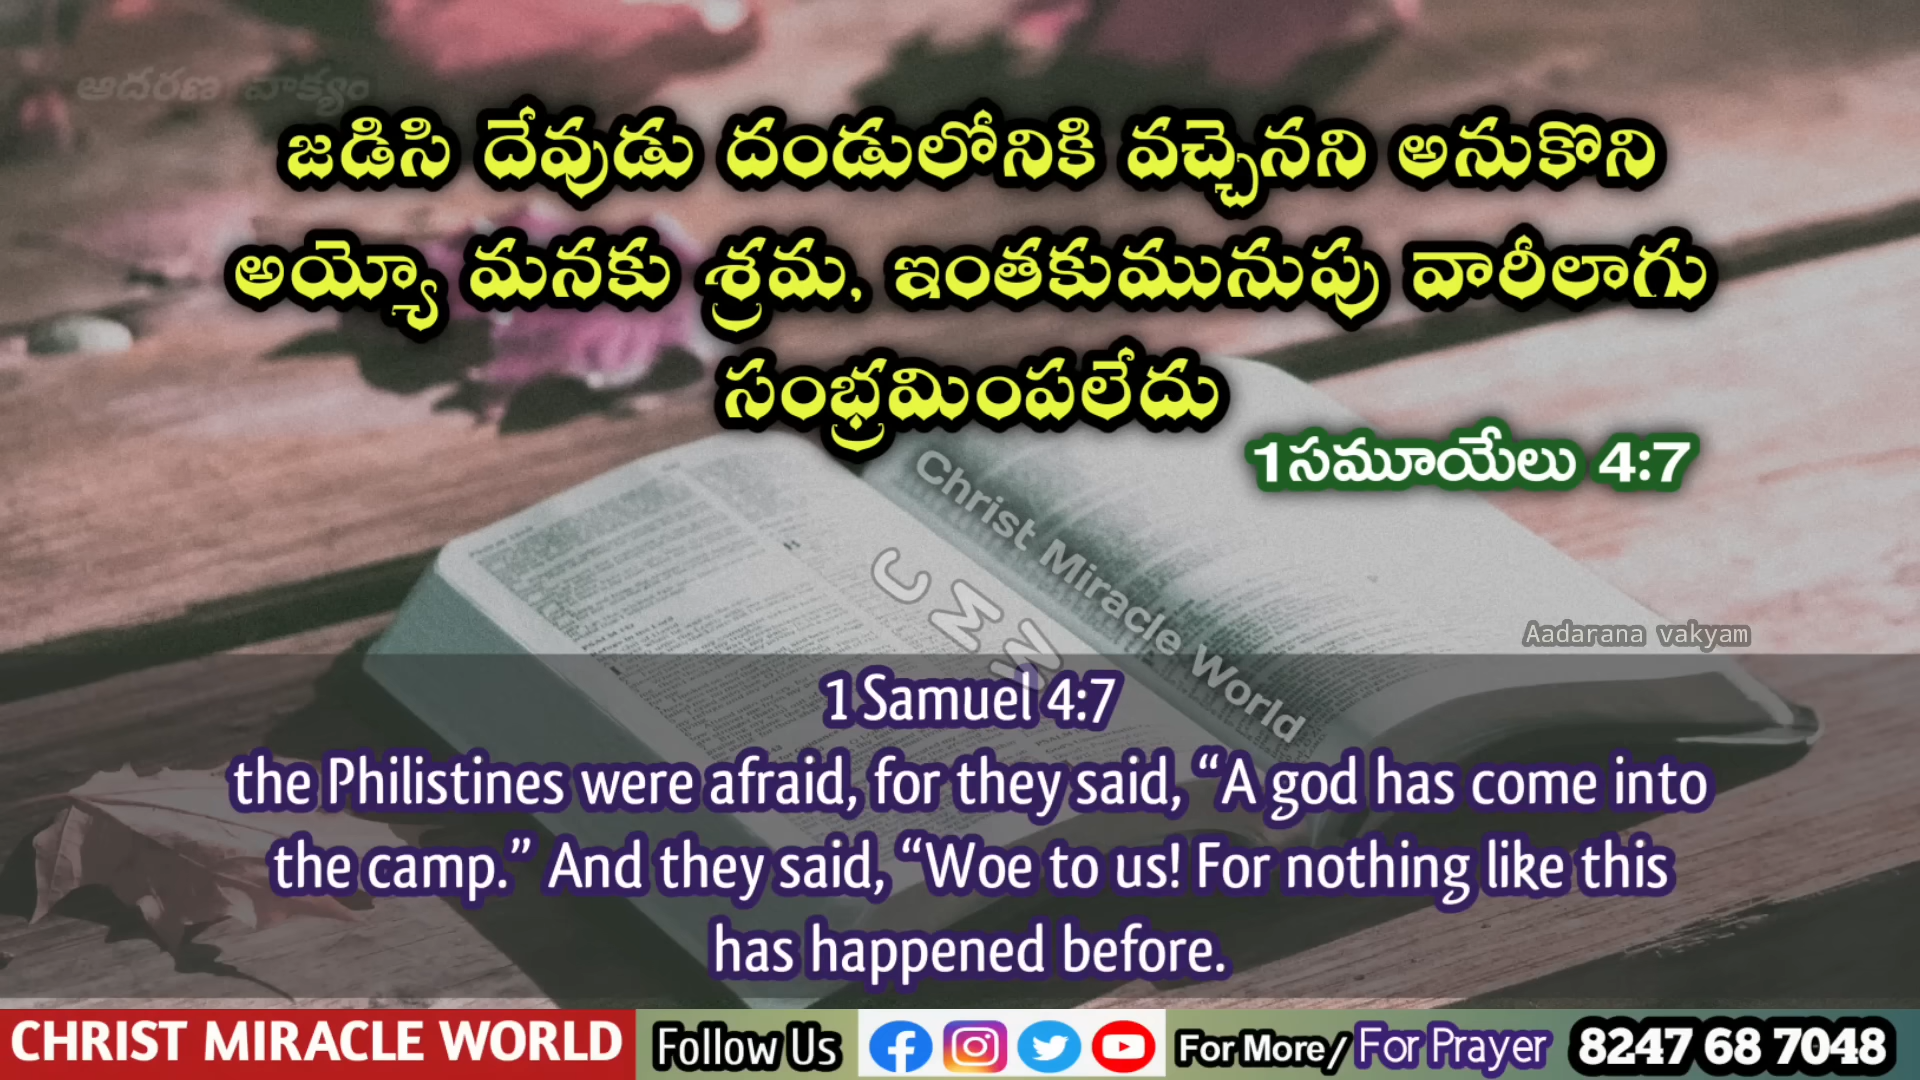 ఆదరణ వాక్యం
జడిసి దేవుడు దండులోనికి వచ్చెనని అనుకొని
అయ్యో మనకు శ్రమ, ఇంతకుమునుపు వారీలాగు
సంభ్రమింపలేదు
1సమూయేలు 4:7
Christ Miracle World
CMW
Aadarana vakyam
1 Samuel 4:7
the Philistines were afraid, for they said, “A god has come into
the camp.” And they said, “Woe to us! For nothing like this
has happened before.
CHRIST MIRACLE WORLD Follow Us For More/ For Prayer 8247 68 7048